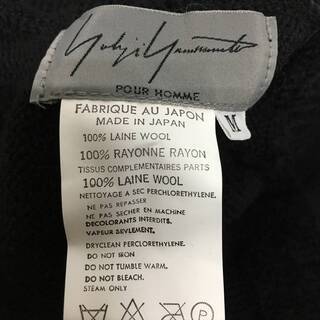 Yohji Yamamoto
POUR HOMME
M
FABRIQUE AU JAPON
MADE IN JAPAN
100% LAINE WOOL
100% RAYONNE RAYON
TISSUS COMPLEMENTAIRES PARTS
100% LAINE WOOL
NETTOYAGE A SEC PERCHLORETHYLENE.
NE PAS REPASSER
NE PAS SECHER EN MACHINE
DECOLORANTS INTERDITS.
VAPEUR SEULEMENT.
DRYCLEAN PERCLORETHYLENE.
DO NOT IRON
DO NOT TUMBLE WARM.
DO NOT BLEACH.
STEAM ONLY